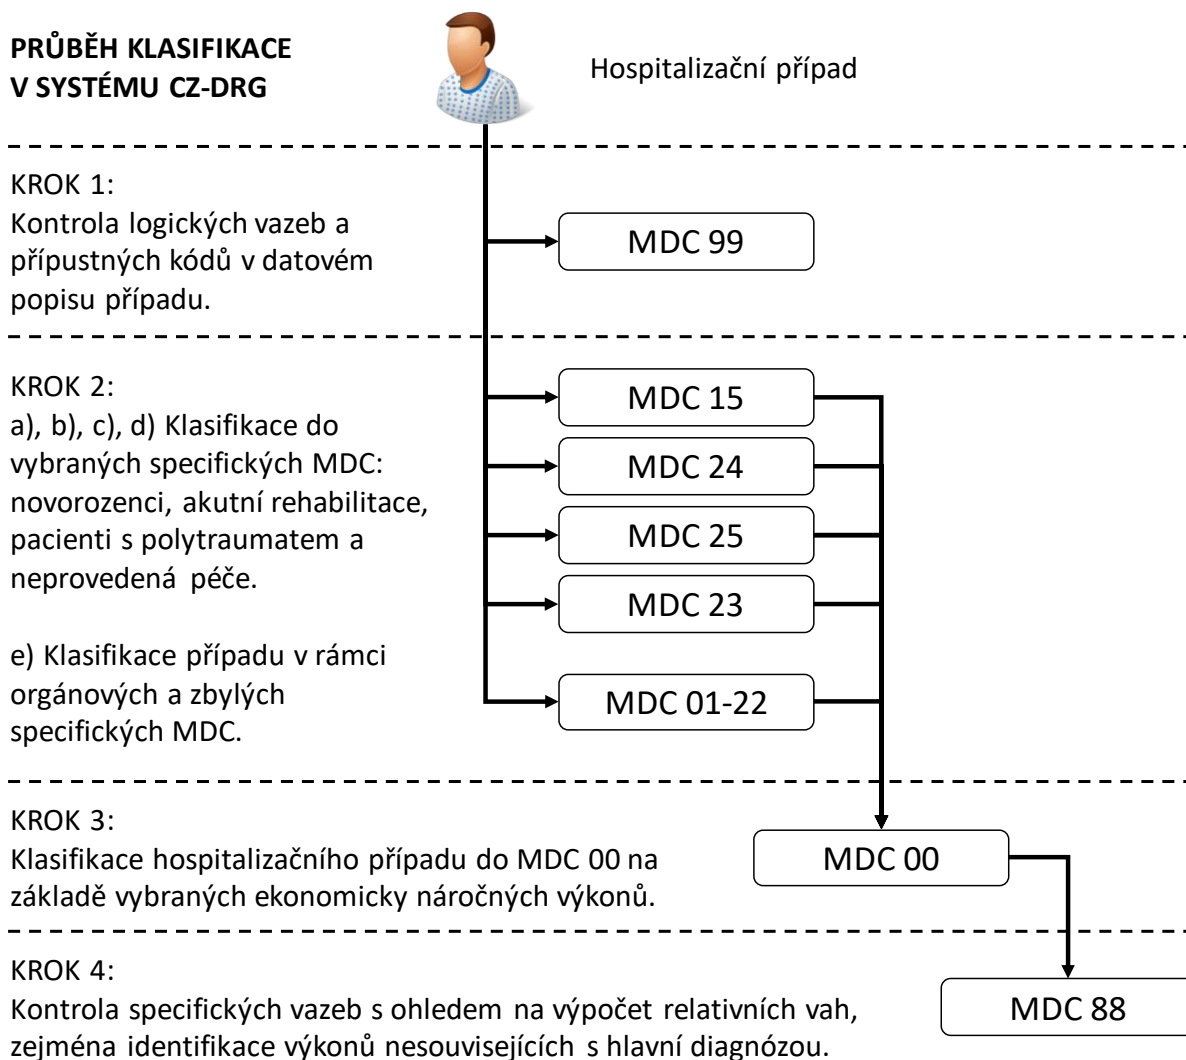 PRŮBĚH KLASIFIKACE
V SYSTÉMU CZ-DRG
Hospitalizační případ
KROK 1:
Kontrola logických vazeb a
přípustných kódů v datovém
popisu případu.
MDC 99
KROK 2:
a), b), c), d) Klasifikace do
vybraných specifických MDC:
novorozenci, akutní rehabilitace,
pacienti s polytraumatem a
neprovedená péče.
e) Klasifikace případu v rámci
orgánových a zbylých
specifických MDC.
MDC 15
MDC 24
MDC 25
MDC 23
MDC 01-22
KROK 3:
Klasifikace hospitalizačního případu do MDC 00 na
základě vybraných ekonomicky náročných výkonů.
MDC 00
KROK 4:
Kontrola specifických vazeb s ohledem na výpočet relativních vah,
zejména identifikace výkonů nesouvisejících s hlavní diagnózou.
MDC 88